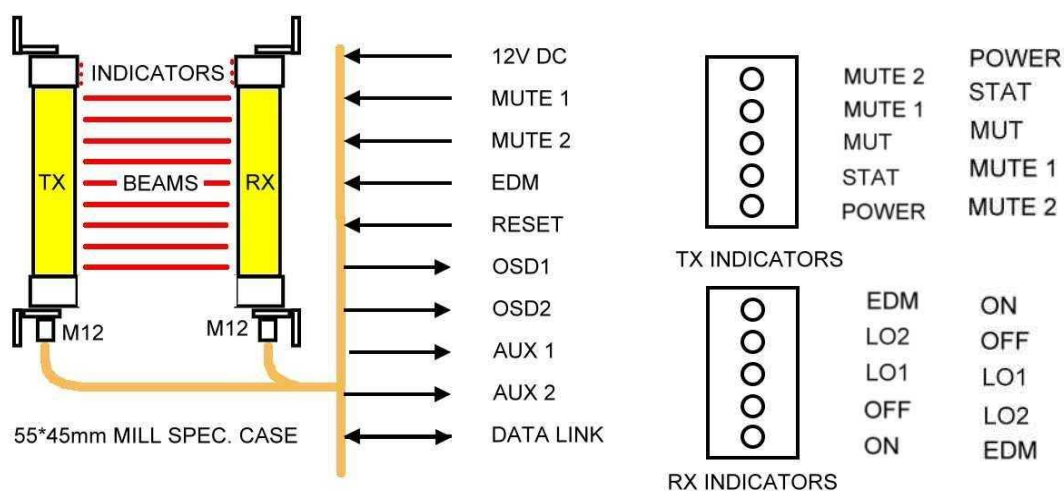 INDICATORS
TX
BEAMS
RX
M12
M12
55*45mm MILL SPEC. CASE
12V DC
MUTE 1
MUTE 2
EDM
RESET
OSD1
OSD2
AUX 1
AUX 2
DATA LINK
MUTE 2
MUTE 1
MUT
STAT
POWER
POWER
STAT
MUT
MUTE 1
MUTE 2
TX INDICATORS
EDM
LO2
LO1
OFF
ON
ON
OFF
LO1
LO2
EDM
RX INDICATORS